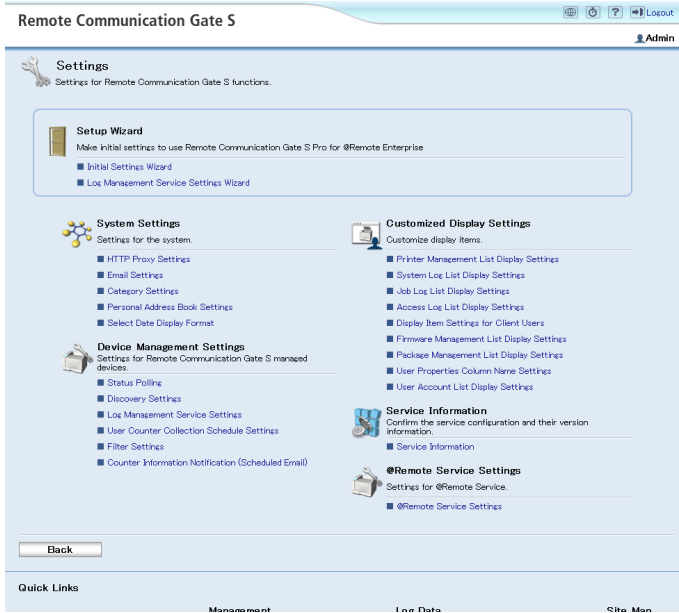 Remote Communication Gate S
? Logout
Admin
Settings
Settings for Remote Communication Gate S functions.
Setup Wizard
Make initial settings to use Remote Communication Gate S Pro for @Remote Enterprise
Initial Settings Wizard
Log Management Service Settings Wizard
System Settings
Settings for the system.
HTTP Proxy Settings
Email Settings
Category Settings
Personal Address Book Settings
Select Date Display Format
Device Management Settings
Settings for Remote Communication Gate S managed
devices.
Status Polling
Discovery Settings
Log Management Service Settings
User Counter Collection Schedule Settings
Filter Settings
Counter Information Notification (Scheduled Email)
Customized Display Settings
Customize display items.
Printer Management List Display Settings
System Log List Display Settings
Job Log List Display Settings
Access Log List Display Settings
Display Item Settings for Client Users
Firmware Management List Display Settings
Package Management List Display Settings
User Properties Column Name Settings
User Account List Display Settings
Service Information
Confirm the service configuration and their version
information.
Service Information
@Remote Service Settings
Settings for @Remote Service.
@Remote Service Settings
Back
Quick Links
Management Log Data Site Map